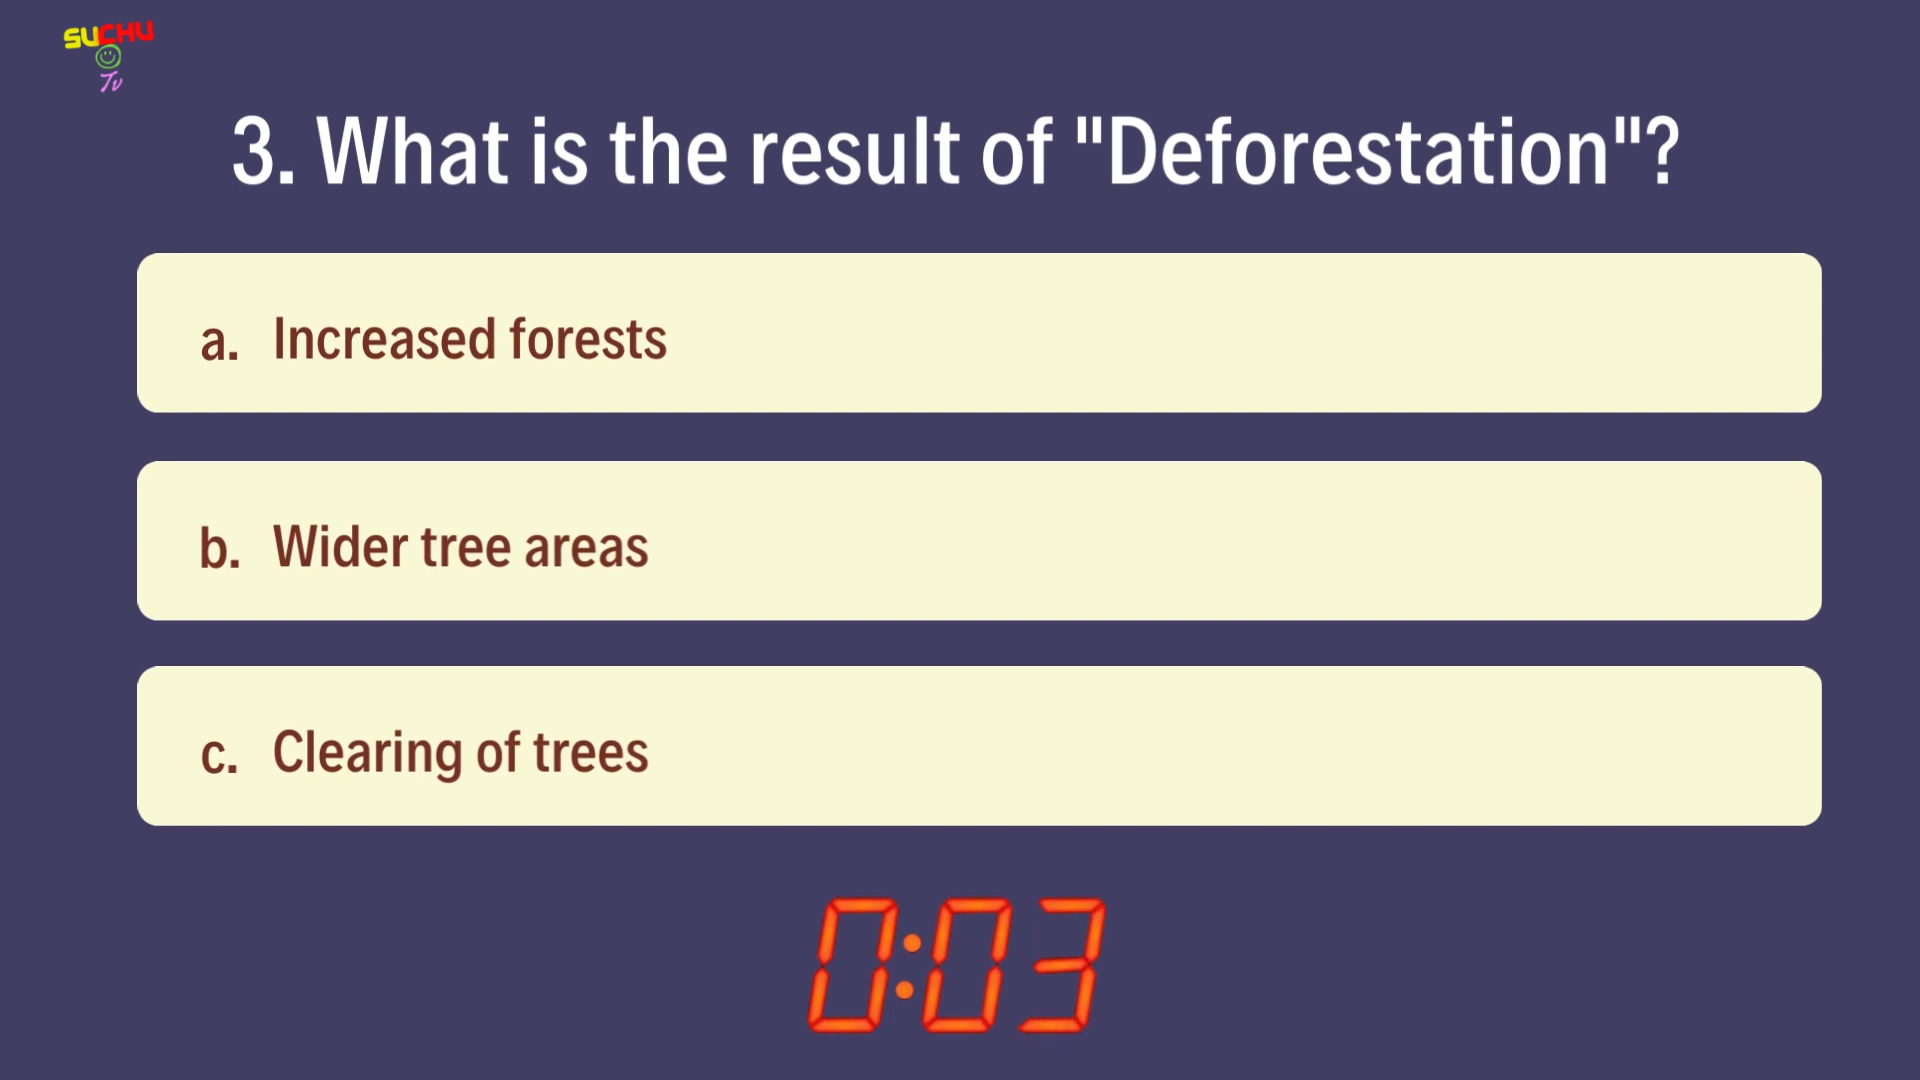 SUCHU
Tv
3. What is the result of "Deforestation"?
a. Increased forests
b. Wider tree areas
c. Clearing of trees
0:03